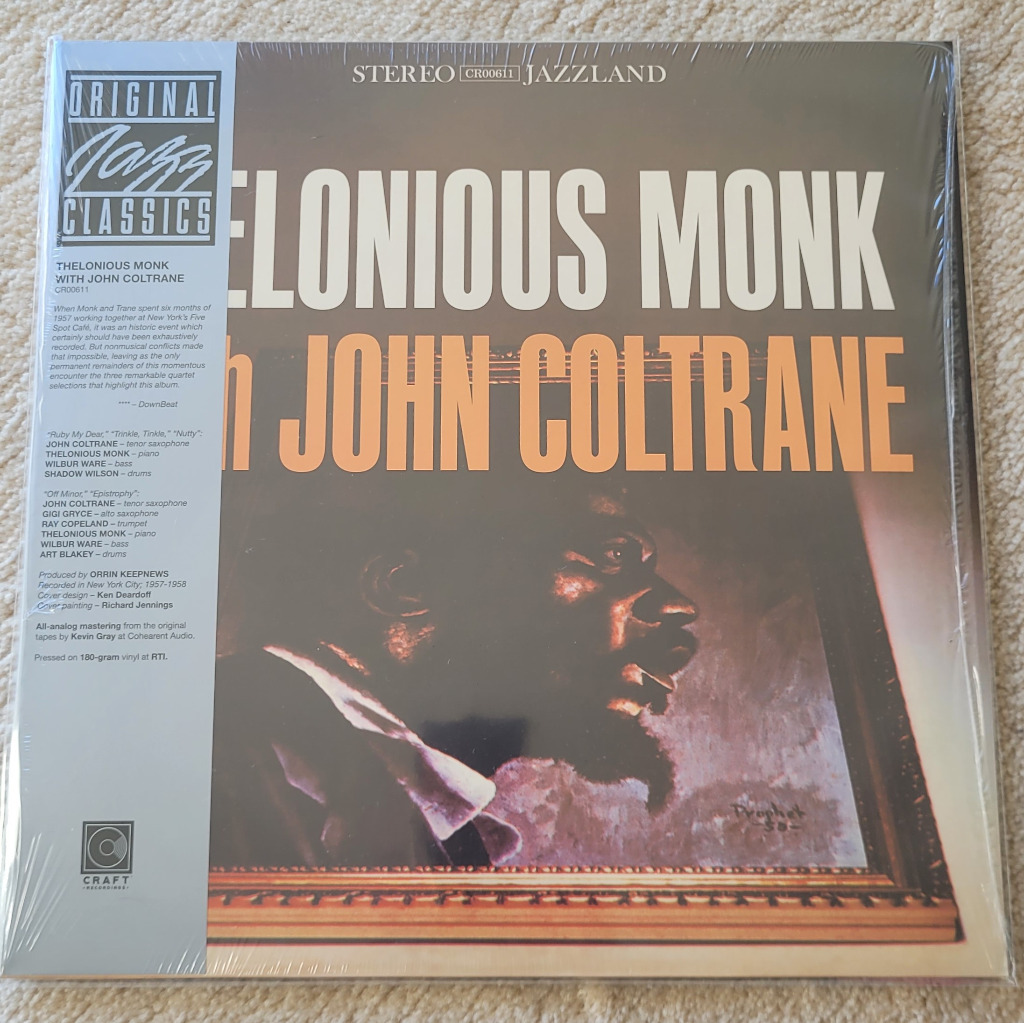 STEREO CR00611 JAZZLAND
ORIGINAL
Jazz
CLASSICS
ELONIOUS MONK
h JOHN COLTRANE
THELONIOUS MONK
WITH JOHN COLTRANE
CR00611
When Monk and Trane spent six months of
1957 working together at New York's Five
Spot Café, it was an historic event which
certainly should have been exhaustively
recorded. But nonmusical conflicts made
that impossible, leaving as the only
permanent remainders of this momentous
encounter the three remarkable quartet
selections that highlight this album.
**** – DownBeat
"Ruby My Dear," "Trinkle, Tinkle," "Nutty":
JOHN COLTRANE – tenor saxophone
THELONIOUS MONK – piano
WILBUR WARE – bass
SHADOW WILSON – drums
"Off Minor," "Epistrophy":
JOHN COLTRANE – tenor saxophone
GIGI GRYCE – alto saxophone
RAY COPELAND – trumpet
THELONIOUS MONK – piano
WILBUR WARE – bass
ART BLAKEY – drums
Produced by ORRIN KEEPNEWS
Recorded in New York City; 1957-1958
Cover design – Ken Deardoff
Cover painting – Richard Jennings
All-analog mastering from the original
tapes by Kevin Gray at Cohearent Audio.
Pressed on 180-gram vinyl at RTI.
Prophet
-58-
CRAFT
•RECORDINGS•